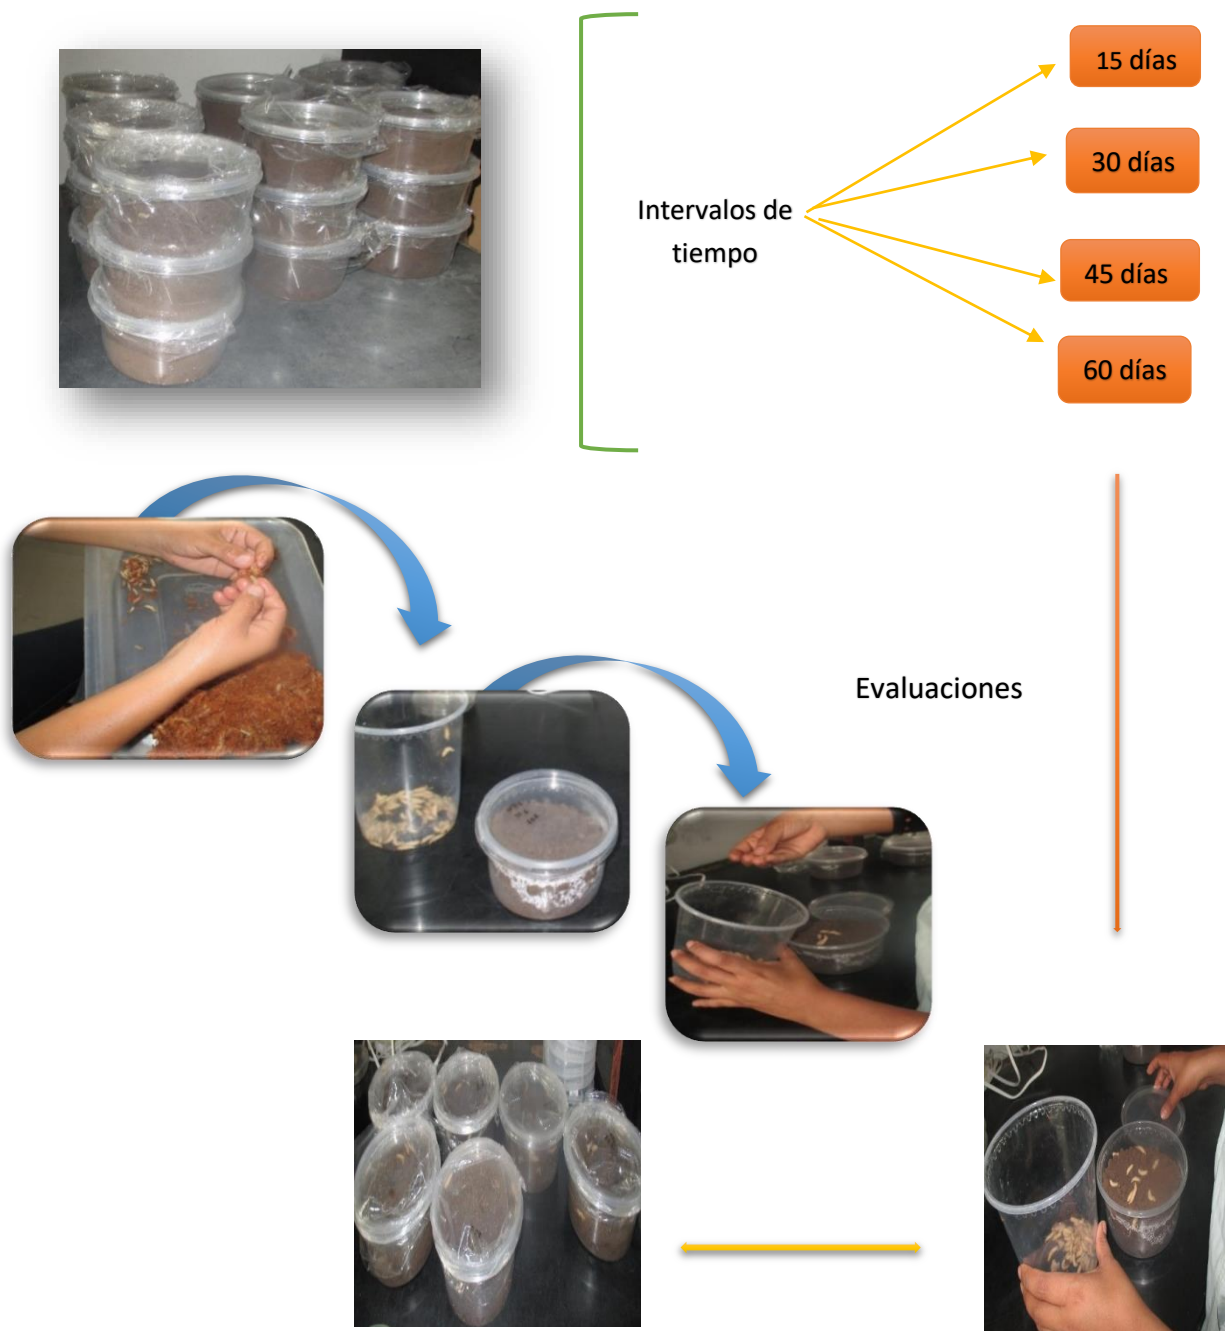 15 días
30 días
Intervalos de
tiempo
45 días
60 días
Evaluaciones